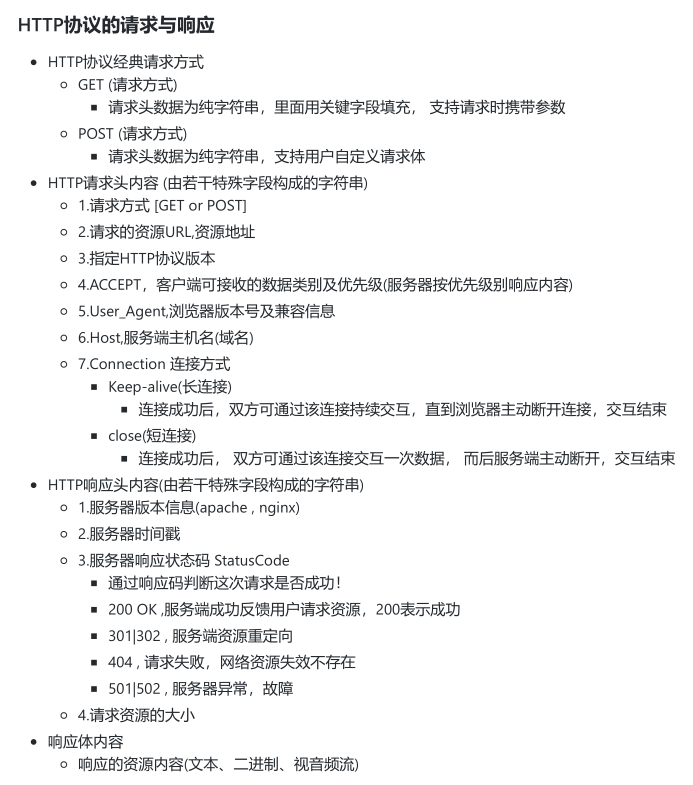 HTTP协议的请求与响应
HTTP协议经典请求方式
GET (请求方式)
请求头数据为纯字符串，里面用关键字段填充， 支持请求时携带参数
POST (请求方式)
请求头数据为纯字符串，支持用户自定义请求体
HTTP请求头内容 (由若干特殊字段构成的字符串)
1.请求方式 [GET or POST]
2.请求的资源URL,资源地址
3.指定HTTP协议版本
4.ACCEPT，客户端可接收的数据类别及优先级(服务器按优先级别响应内容)
5.User_Agent,浏览器版本号及兼容信息
6.Host,服务端主机名(域名)
7.Connection 连接方式
Keep-alive(长连接)
连接成功后，双方可通过该连接持续交互，直到浏览器主动断开连接，交互结束
close(短连接)
连接成功后， 双方可通过该连接交互一次数据， 而后服务端主动断开，交互结束
HTTP响应头内容(由若干特殊字段构成的字符串)
1.服务器版本信息(apache , nginx)
2.服务器时间戳
3.服务器响应状态码 StatusCode
通过响应码判断这次请求是否成功！
200 OK ,服务端成功反馈用户请求资源，200表示成功
301|302 , 服务端资源重定向
404 , 请求失败，网络资源失效不存在
501|502 , 服务器异常，故障
4.请求资源的大小
响应体内容
响应的资源内容(文本、二进制、视音频流)